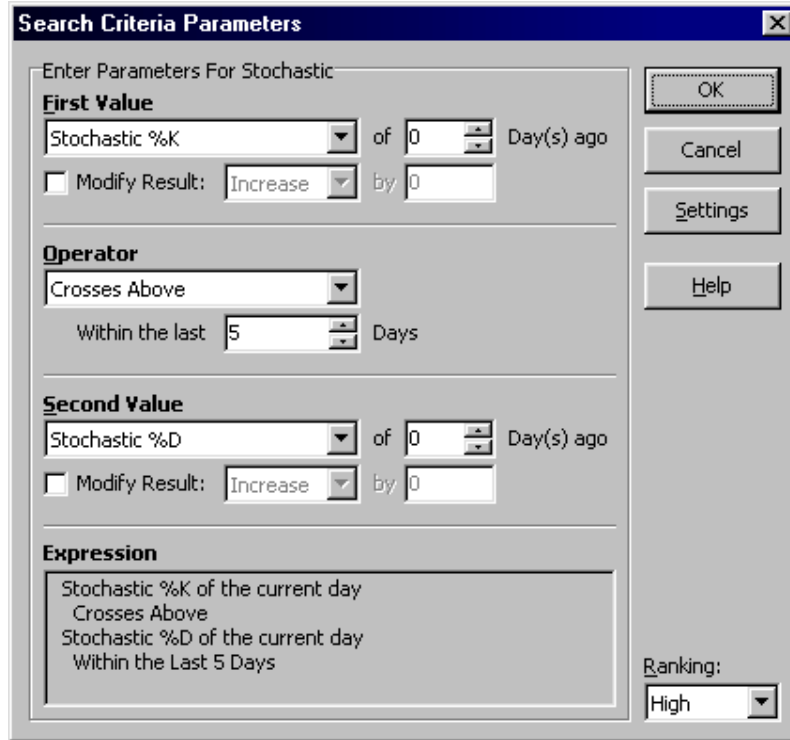 Search Criteria Parameters
Enter Parameters For Stochastic
First Value
Stochastic %K of 0 Day(s) ago
Modify Result: Increase by 0
Operator
Crosses Above
Within the last 5 Days
Second Value
Stochastic %D of 0 Day(s) ago
Modify Result: Increase by 0
Expression
Stochastic %K of the current day
Crosses Above
Stochastic %D of the current day
Within the Last 5 Days
OK
Cancel
Settings
Help
Ranking:
High